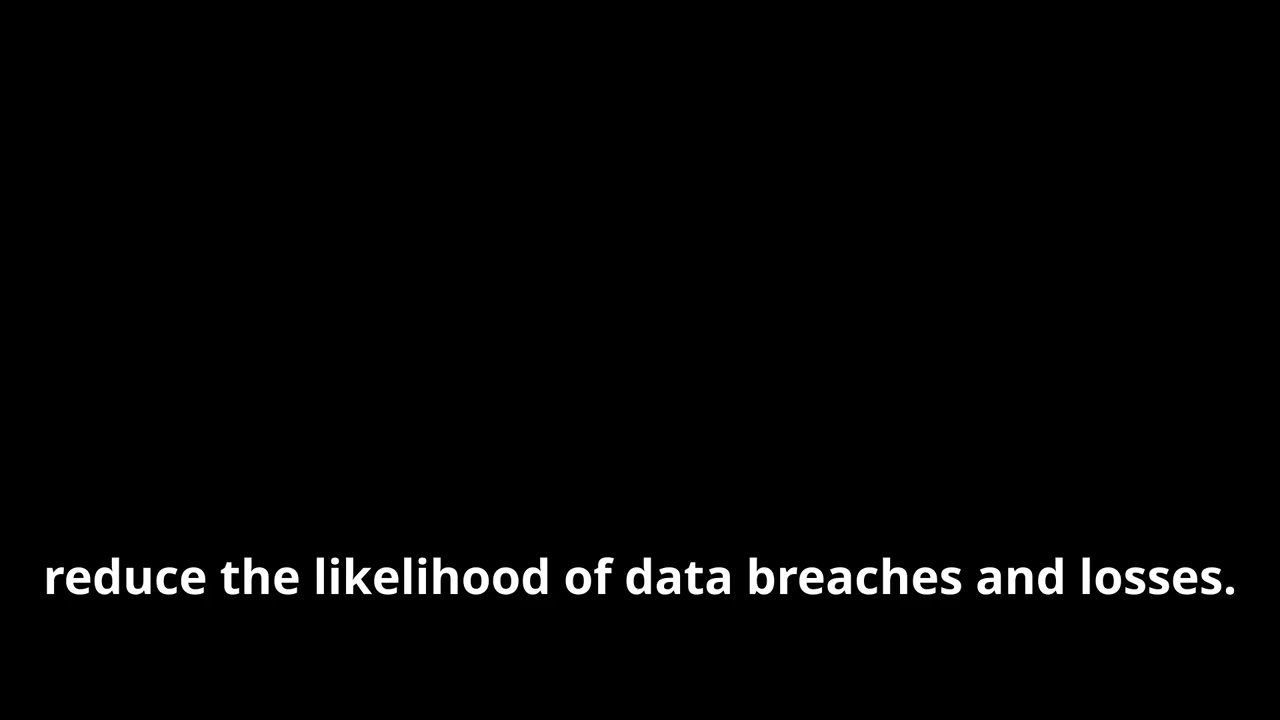 reduce the likelihood of data breaches and losses.